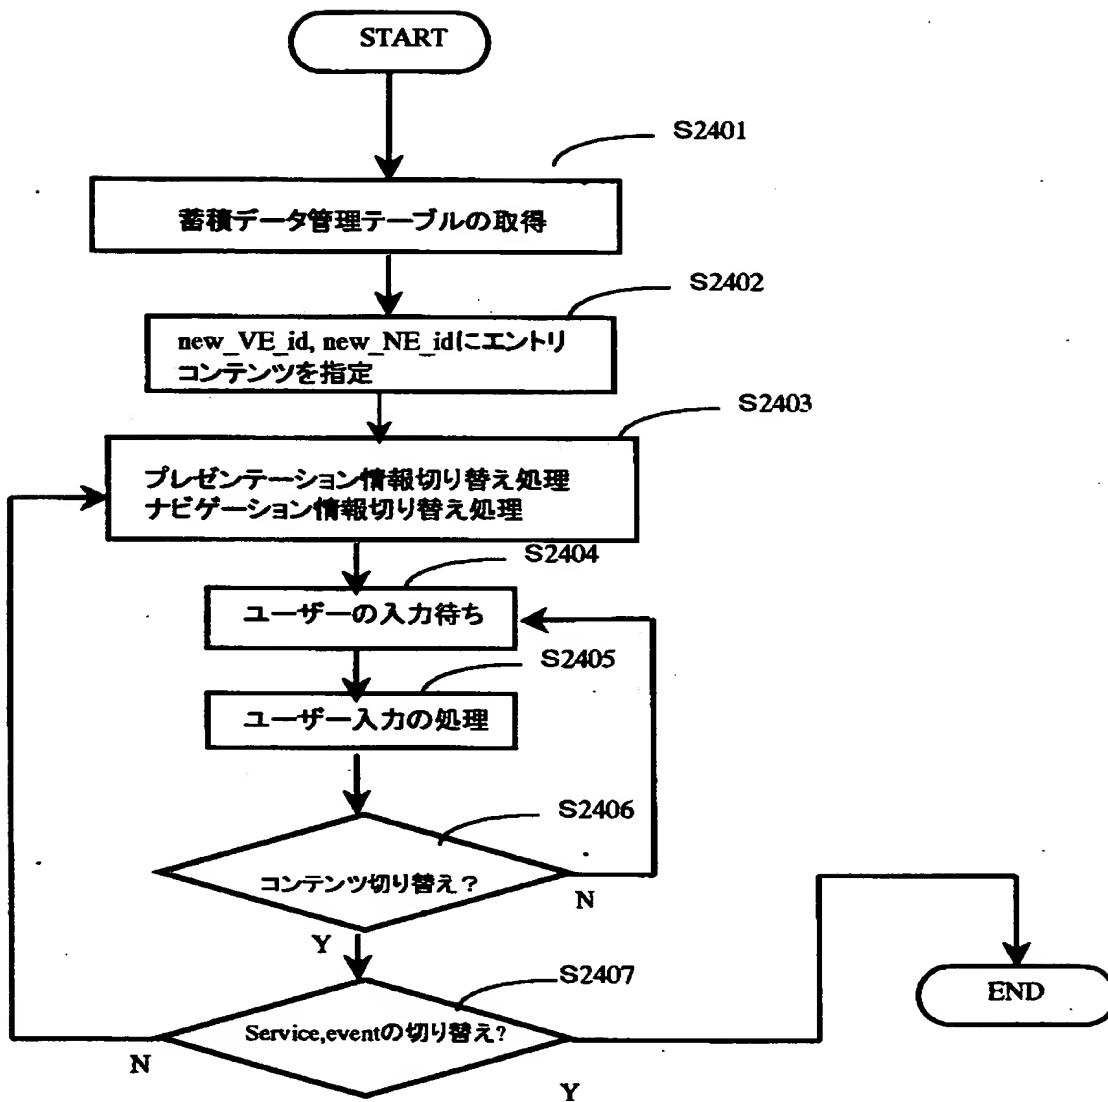 START
S2401
蓄積データ管理テーブルの取得
S2402
new_VE_id, new_NE_idにエントリ
コンテンツを指定
S2403
プレゼンテーション情報切り替え処理
ナビゲーション情報切り替え処理
S2404
ユーザーの入力待ち
S2405
ユーザー入力の処理
S2406
コンテンツ切り替え？
N
Y
S2407
Service,eventの切り替え?
END
N
Y